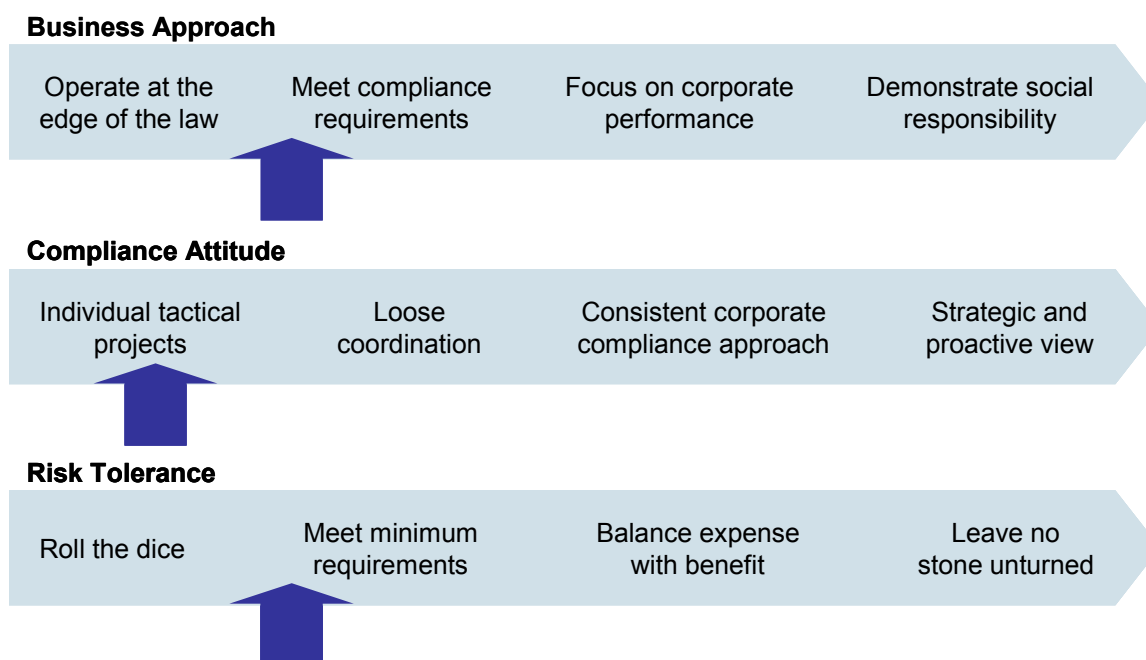 Business Approach
Operate at the
edge of the law
Meet compliance
requirements
Focus on corporate
performance
Demonstrate social
responsibility
Compliance Attitude
Individual tactical
projects
Loose
coordination
Consistent corporate
compliance approach
Strategic and
proactive view
Risk Tolerance
Roll the dice
Meet minimum
requirements
Balance expense
with benefit
Leave no
stone unturned